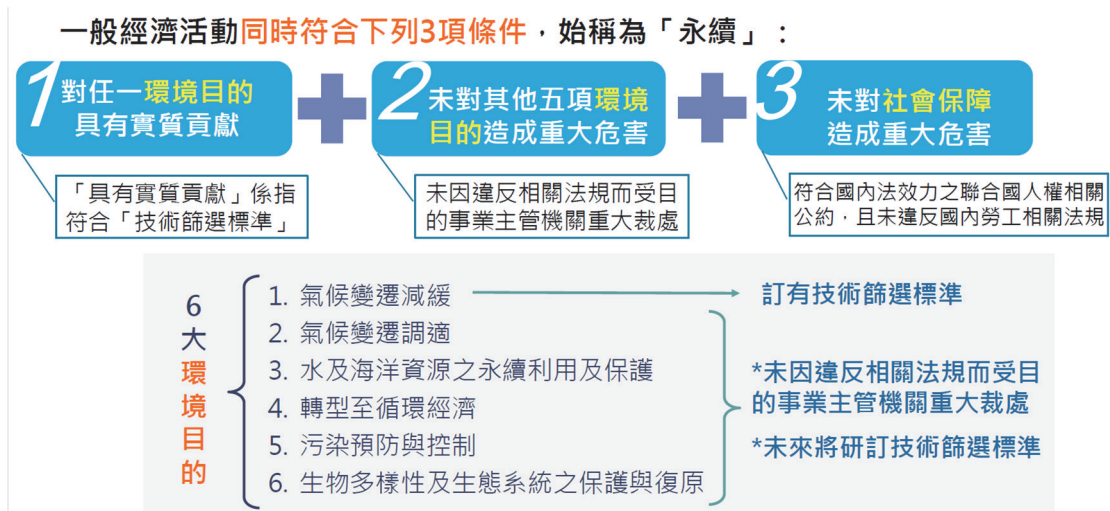 一般經濟活動同時符合下列3項條件，始稱為「永續」：
1
對任一環境目的
具有實質貢獻
2
未對其他五項環境
目的造成重大危害
3
未對社會保障
造成重大危害
「具有實質貢獻」係指
符合「技術篩選標準」
未因違反相關法規而受目
的事業主管機關重大裁處
符合國內法效力之聯合國人權相關
公約，且未違反國內勞工相關法規
6
大
環
境
目
的
1. 氣候變遷減緩
2. 氣候變遷調適
3. 水及海洋資源之永續利用及保護
4. 轉型至循環經濟
5. 污染預防與控制
6. 生物多樣性及生態系統之保護與復原
訂有技術篩選標準
*未因違反相關法規而受目
的事業主管機關重大裁處
*未來將研訂技術篩選標準